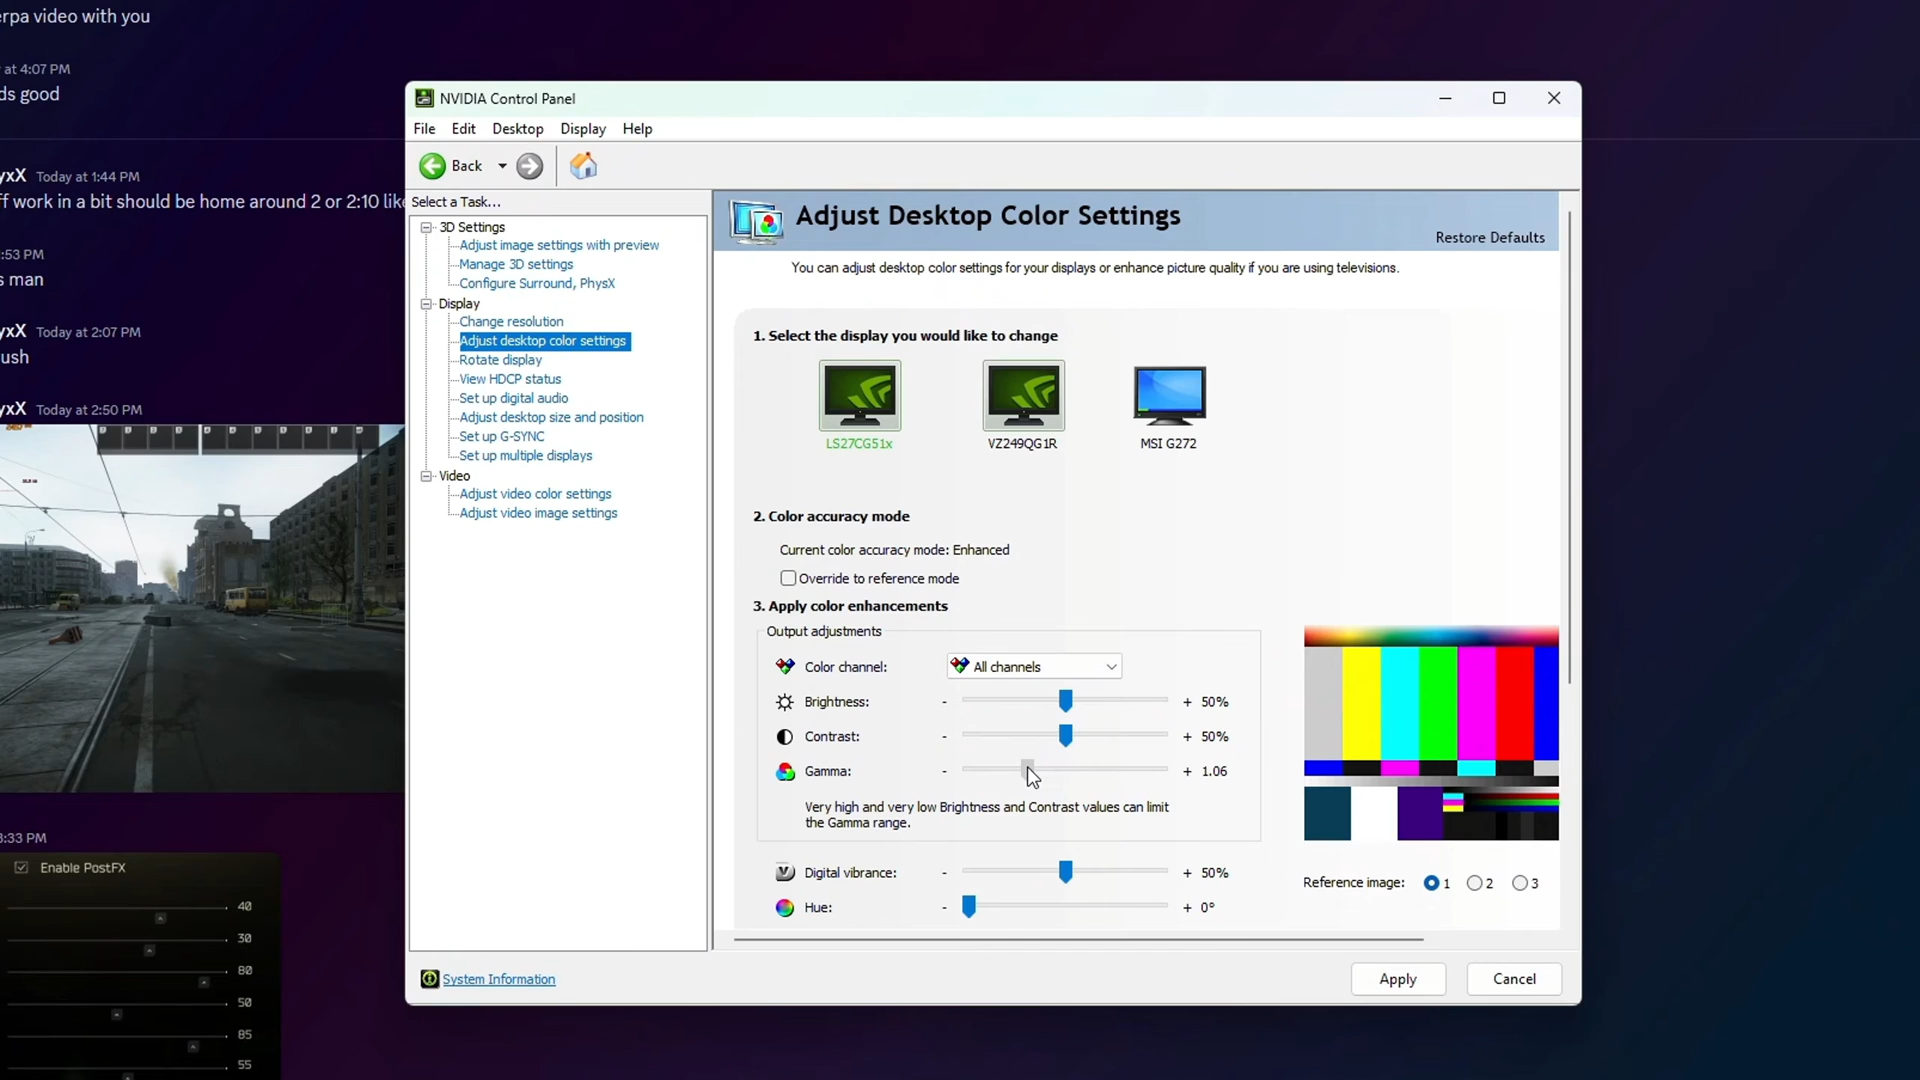 erpa video with you
at 4:07 PM
ds good
yxX Today at 1:44 PM
ff work in a bit should be home around 2 or 2:10 like
:53 PM
s man
yxX Today at 2:07 PM
ush
yxX Today at 2:50 PM
3:33 PM
Enable PostFX
40
30
80
50
85
55
NVIDIA Control Panel
File Edit Desktop Display Help
Back
Select a Task...
3D Settings
Adjust image settings with preview
Manage 3D settings
Configure Surround, PhysX
Display
Change resolution
Adjust desktop color settings
Rotate display
View HDCP status
Set up digital audio
Adjust desktop size and position
Set up G-SYNC
Set up multiple displays
Video
Adjust video color settings
Adjust video image settings
System Information
Adjust Desktop Color Settings
Restore Defaults
You can adjust desktop color settings for your displays or enhance picture quality if you are using televisions.
1. Select the display you would like to change
LS27CG51x VZ249QG1R MSI G272
2. Color accuracy mode
Current color accuracy mode: Enhanced
Override to reference mode
3. Apply color enhancements
Output adjustments
Color channel: All channels
Brightness: - + 50%
Contrast: - + 50%
Gamma: - + 1.06
Very high and very low Brightness and Contrast values can limit
the Gamma range.
Digital vibrance: - + 50%
Hue: - + 0°
Reference image: 1 2 3
Apply Cancel